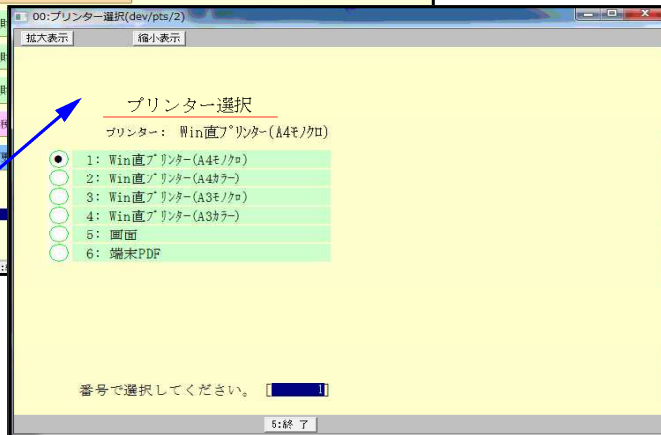 00:プリンター選択(dev/pts/2)
拡大表示 縮小表示
プリンター選択
プリンター: Win直プリンター(A4モノクロ)
1: Win直プリンター(A4モノクロ)
2: Win直プリンター(A4カラー)
3: Win直プリンター(A3モノクロ)
4: Win直プリンター(A3カラー)
5: 画面
6: 端末PDF
番号で選択してください。 [ 1]
5:終 了